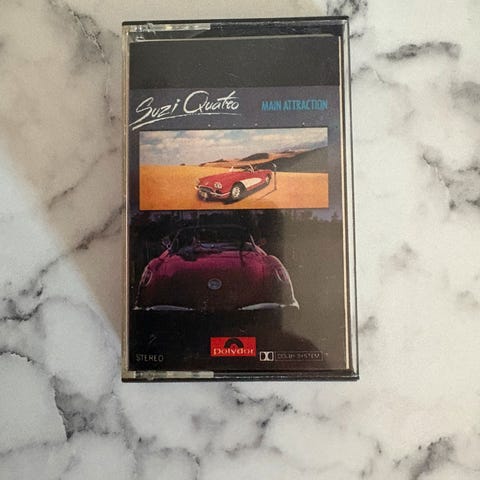 Suzi Quatro MAIN ATTRACTION
STEREO
Polydor
DOLBY SYSTEM